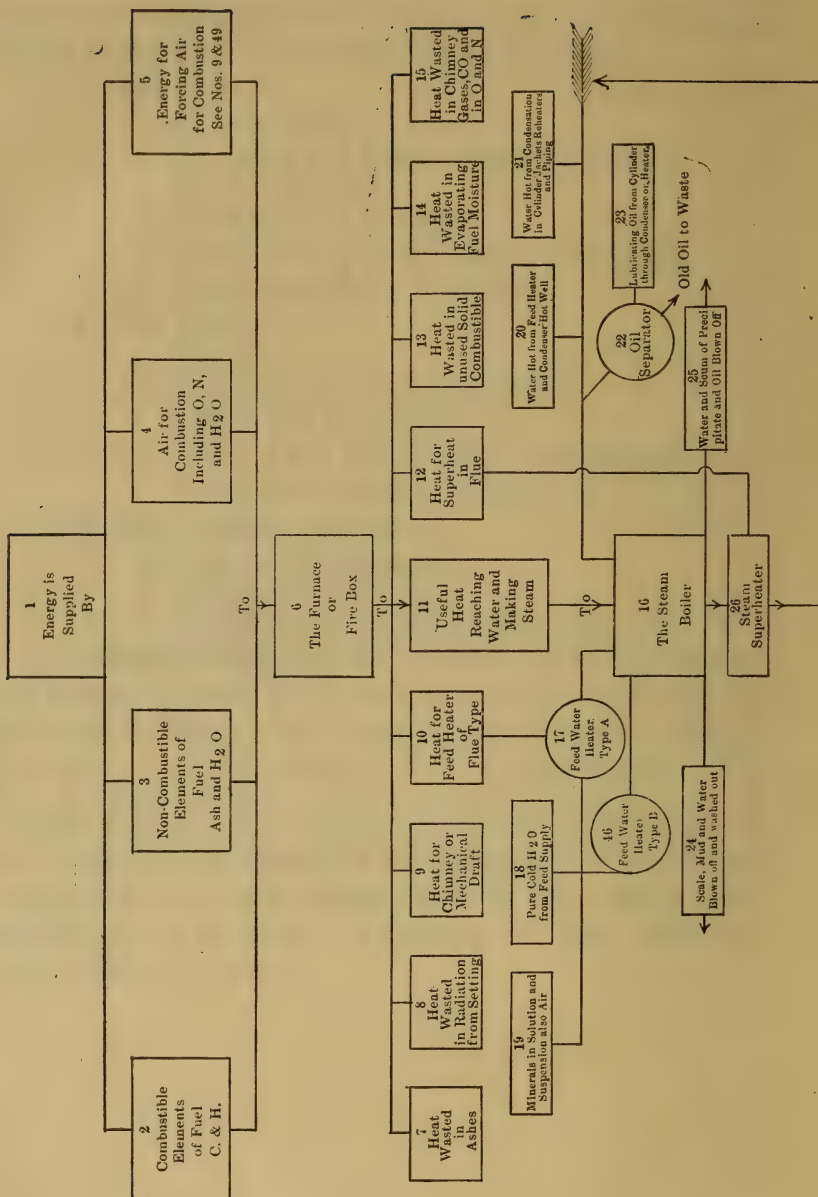 1
Energy is
Supplied
By
2
Combustible
Elements
of Fuel
C. & H.
3
Non-Combustible
Elements of
Fuel
Ash and H2 O
4
Air for
Combustion
Including O, N,
and H2 O
5
.Energy for
Forcing Air
for Combustion
See Nos. 9 & 49
To
6
The Furnace
or
Fire Box
To
7
Heat
Wasted
in
Ashes
8
Heat
Wasted
in Radiation
from Setting
9
Heat for
Chimney or
Mechanical
Draft
10
Heat for
Feed Heater
of
Flue Type
11
Useful
Heat
Reaching
Water and
Making
Steam
12
Heat for
Superheat
in
Flue
13
Heat
Wasted in
unused Solid
Combustible
14
Heat
Wasted in
Evaporating
Fuel Moisture
15
Heat Wasted
in Chimney
Gases, CO and
in O and N
19
Minerals in Solution and
Suspension also Air
18
Pure Cold H2O
from Feed Supply
20
Water Hot from Feed Heater
and Condenser Hot Well
21
Water Hot from Condensation
in Cylinder Jackets Reheaters
and Piping
17
Feed Water
Heater
Type A
To
46
Feed Water
Heater
Type B
16
The Steam
Boiler
22
Oil
Separator
23
Lubricating Oil from Cylinder
through Condenser or Heater
Old Oil to Waste
24
Scale, Mud and Water
Blown off and washed out
25
Water and Scum of Preci
pitate and Oil Blown Off
26
Steam
Superheater